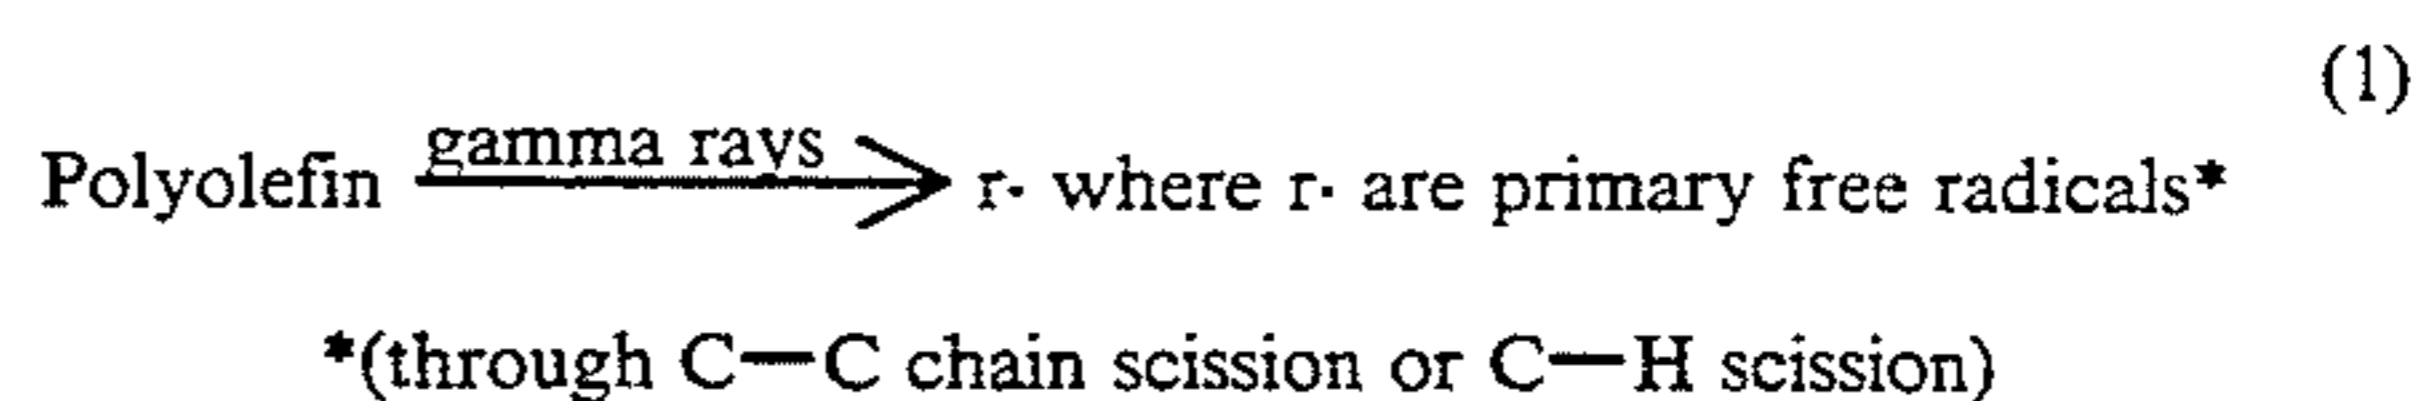 (1)
gamma rays
Polyolefin ⟶ r· where r· are primary free radicals*
*(through C—C chain scission or C—H scission)